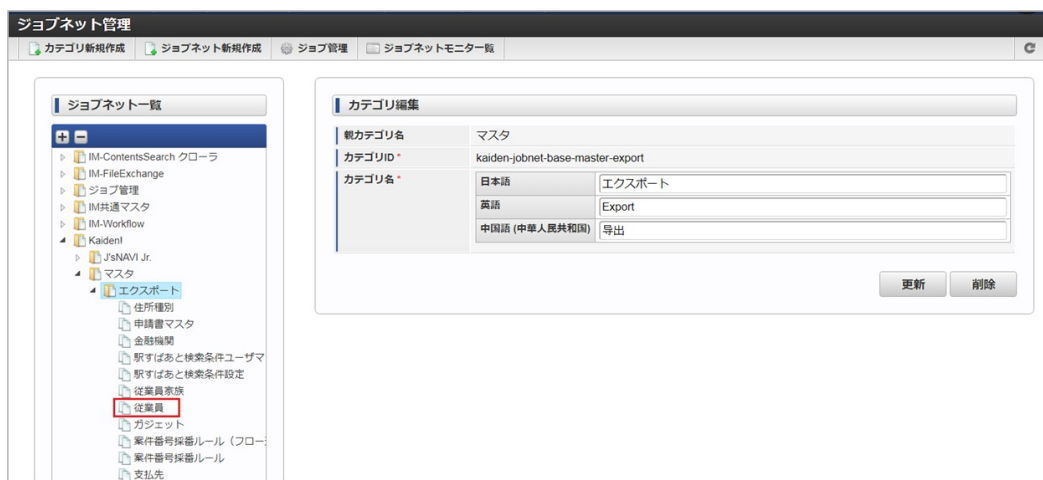 ジョブネット管理
カテゴリ新規作成 ジョブネット新規作成 ジョブ管理 ジョブネットモニター覧
ジョブネット一覧
IM-ContentsSearch クローラ
IM-FileExchange
ジョブ管理
IM共通マスタ
IM-Workflow
Kaiden!
J'sNAVI Jr.
マスタ
エクスポート
住所種別
申請書マスタ
金融機関
駅すぱあと検索条件ユーザマ
駅すぱあと検索条件設定
従業員家族
従業員
ガジェット
案件番号採番ルール(フロー
案件番号採番ルール
支払先
カテゴリ編集
親カテゴリ名 マスタ
カテゴリID * kaiden-jobnet-base-master-export
カテゴリ名 * 日本語 エクスポート
英語 Export
中国語 (中華人民共和国) 导出
更新 削除